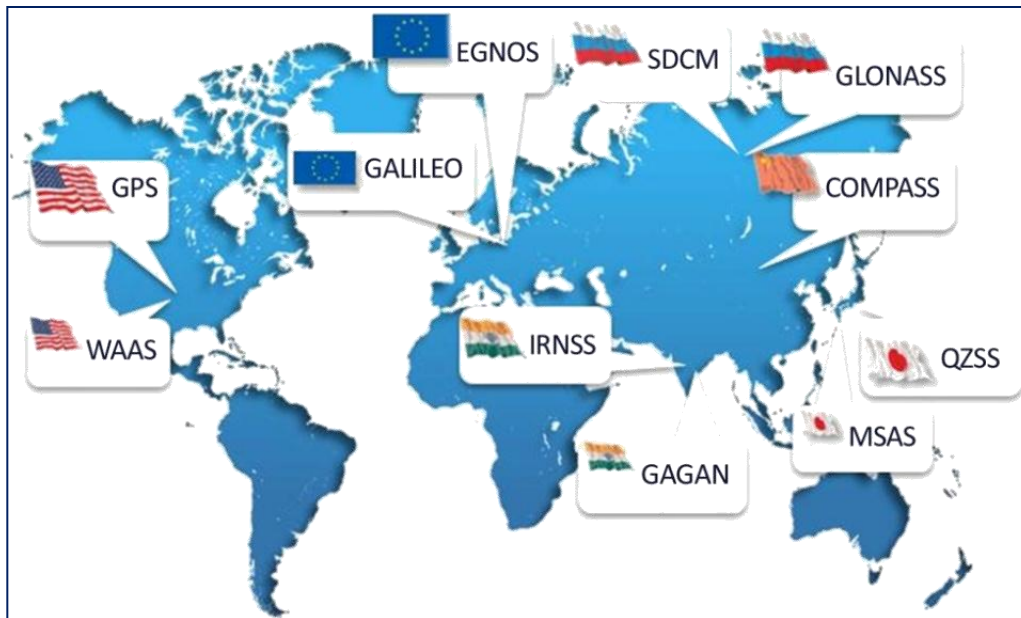 EGNOS
SDCM
GLONASS
GALILEO
GPS
COMPASS
WAAS
IRNSS
QZSS
MSAS
GAGAN